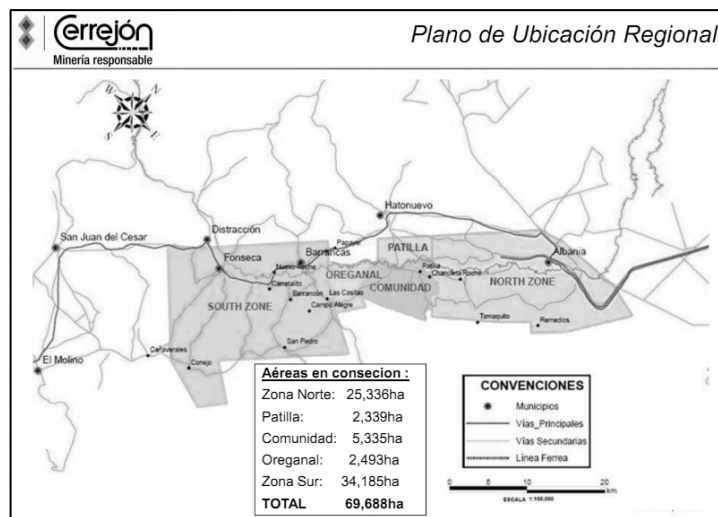 Cerrejón
Minería responsable
Plano de Ubicación Regional
W N
S E
Hatonuevo
San Juan del Cesar
Distracción
Fonseca
Barrancas
Papayal
PATILLA
Albania
Nuevo Roche
OREGANAL
Patilla
Chancleta Roche
Carretalito
COMUNIDAD
NORTH ZONE
SOUTH ZONE
Barrancón
Las Casitas
Campo Alegre
Tamaquito
Remedios
San Pedro
Cañaverales
El Molino
Conejo
Aéreas en consecion :
Zona Norte: 25,336ha
Patilla: 2,339ha
Comunidad: 5,335ha
Oreganal: 2,493ha
Zona Sur: 34,185ha
TOTAL 69,688ha
CONVENCIONES
Municipios
Vías_Principales
Vías Secundarias
Línea Ferrea
0 5 10 20
km
ESCALA 1:100,000